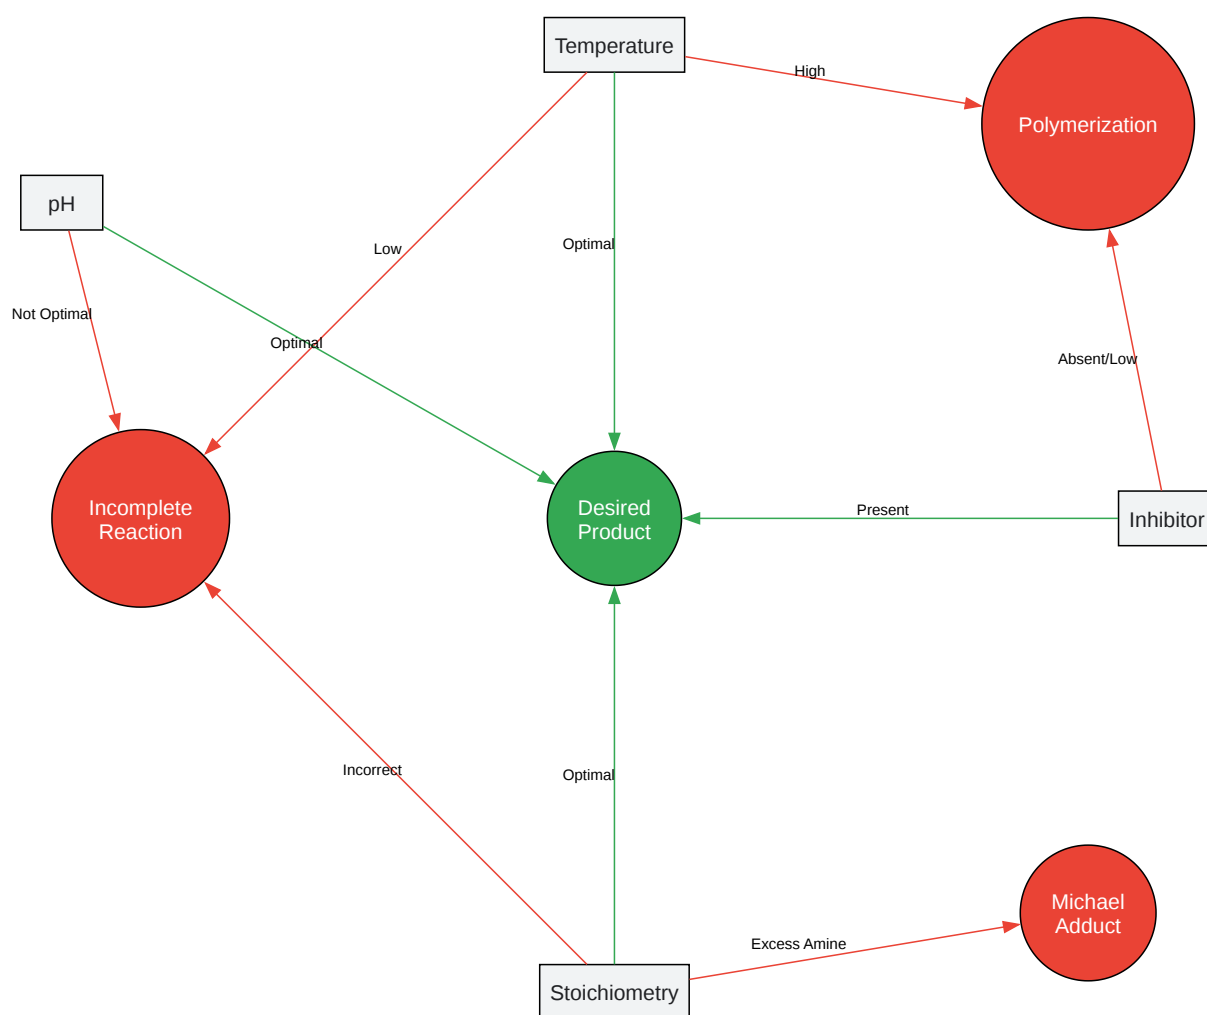 Temperature
High
Polymerization
pH
Low
Optimal
Not Optimal
Optimal
Absent/Low
Incomplete
Reaction
Desired
Product
Present
Inhibitor
Incorrect
Optimal
Michael
Adduct
Excess Amine
Stoichiometry